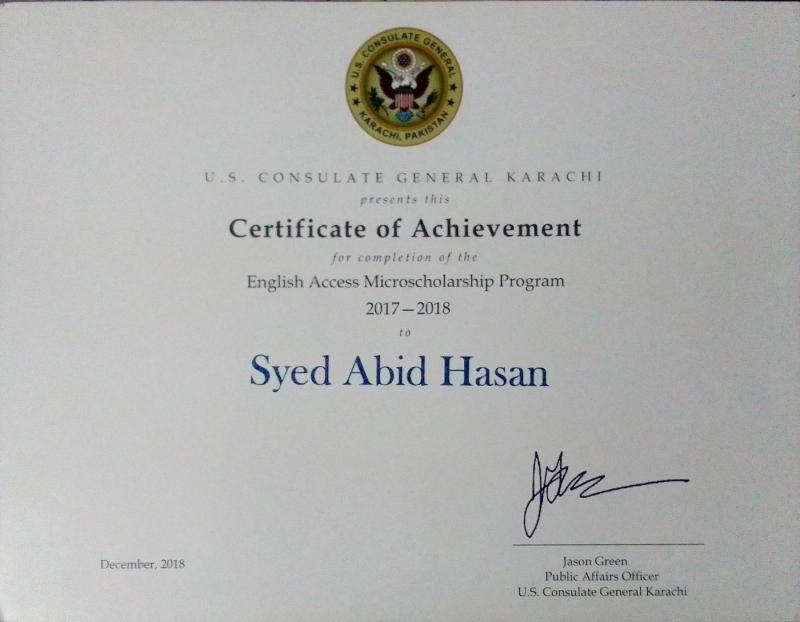 U.S. CONSULATE GENERAL
KARACHI, PAKISTAN
U.S. CONSULATE GENERAL KARACHI
presents this
Certificate of Achievement
for completion of the
English Access Microscholarship Program
2017—2018
to
Syed Abid Hasan
December, 2018
Jason Green
Public Affairs Officer
U.S. Consulate General Karachi